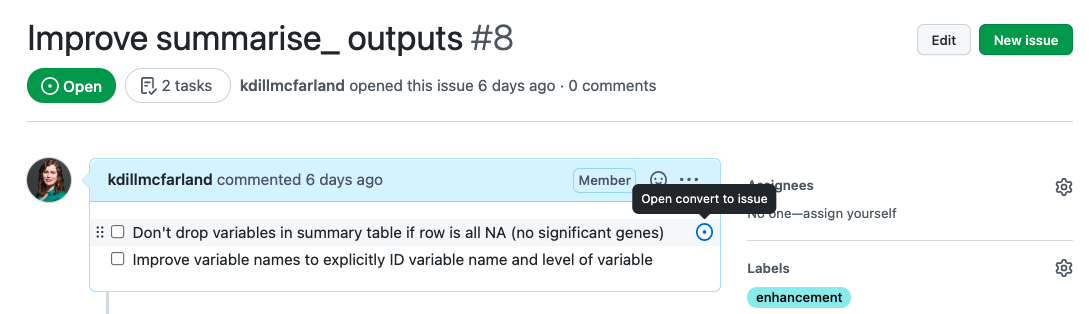 Improve summarise_ outputs #8
Edit
New issue
Open
2 tasks
kdillmcfarland opened this issue 6 days ago · 0 comments
kdillmcfarland commented 6 days ago
Member
Open convert to issue
Assignees
No one—assign yourself
Don't drop variables in summary table if row is all NA (no significant genes)
Improve variable names to explicitly ID variable name and level of variable
Labels
enhancement